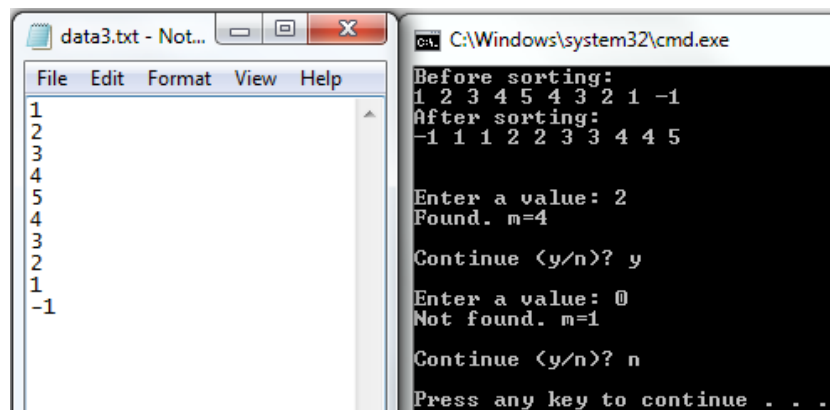 data3.txt - Not...
File Edit Format View Help
1
2
3
4
5
4
3
2
1
-1
C:\Windows\system32\cmd.exe
Before sorting:
1 2 3 4 5 4 3 2 1 -1
After sorting:
-1 1 1 2 2 3 3 4 4 5
Enter a value: 2
Found. m=4
Continue (y/n)? y
Enter a value: 0
Not found. m=1
Continue (y/n)? n
Press any key to continue . . .